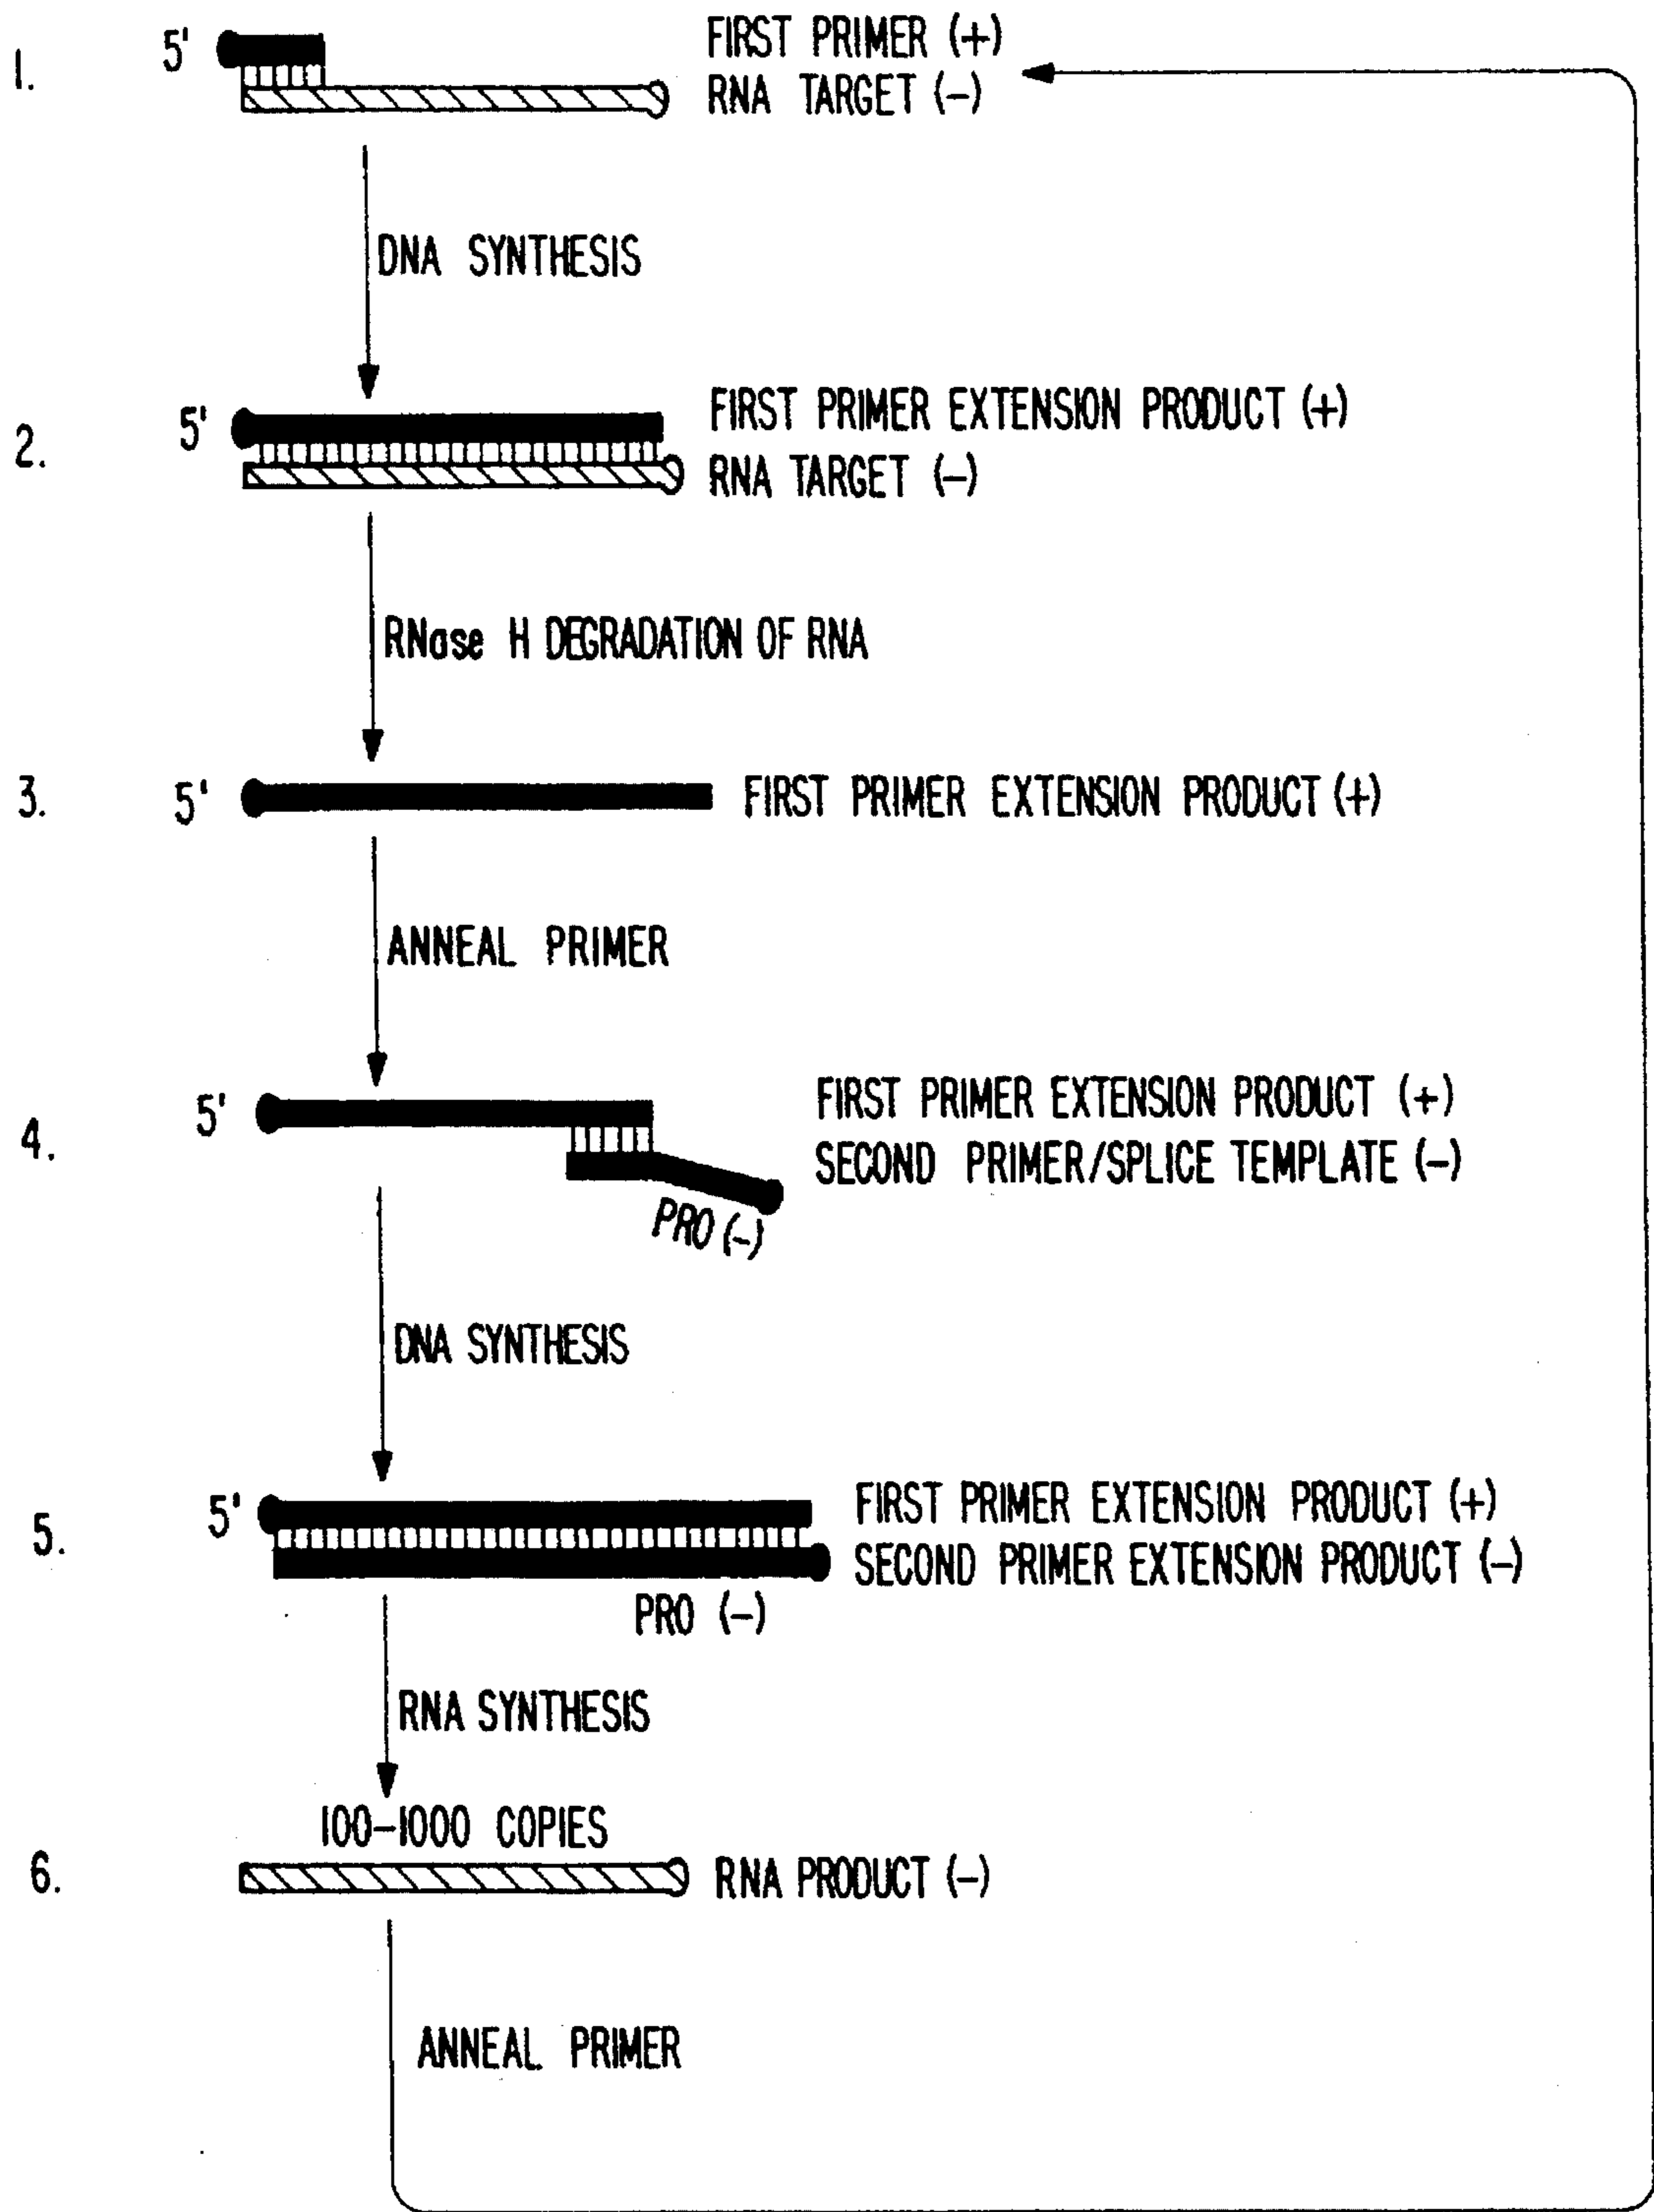 1.
5'
FIRST PRIMER (+)
RNA TARGET (-)
DNA SYNTHESIS
2.
5'
FIRST PRIMER EXTENSION PRODUCT (+)
RNA TARGET (-)
RNase H DEGRADATION OF RNA
3.
5'
FIRST PRIMER EXTENSION PRODUCT (+)
ANNEAL PRIMER
4.
5'
FIRST PRIMER EXTENSION PRODUCT (+)
SECOND PRIMER/SPLICE TEMPLATE (-)
PRO (-)
DNA SYNTHESIS
5.
5'
FIRST PRIMER EXTENSION PRODUCT (+)
SECOND PRIMER EXTENSION PRODUCT (-)
PRO (-)
RNA SYNTHESIS
100-1000 COPIES
6.
RNA PRODUCT (-)
ANNEAL PRIMER